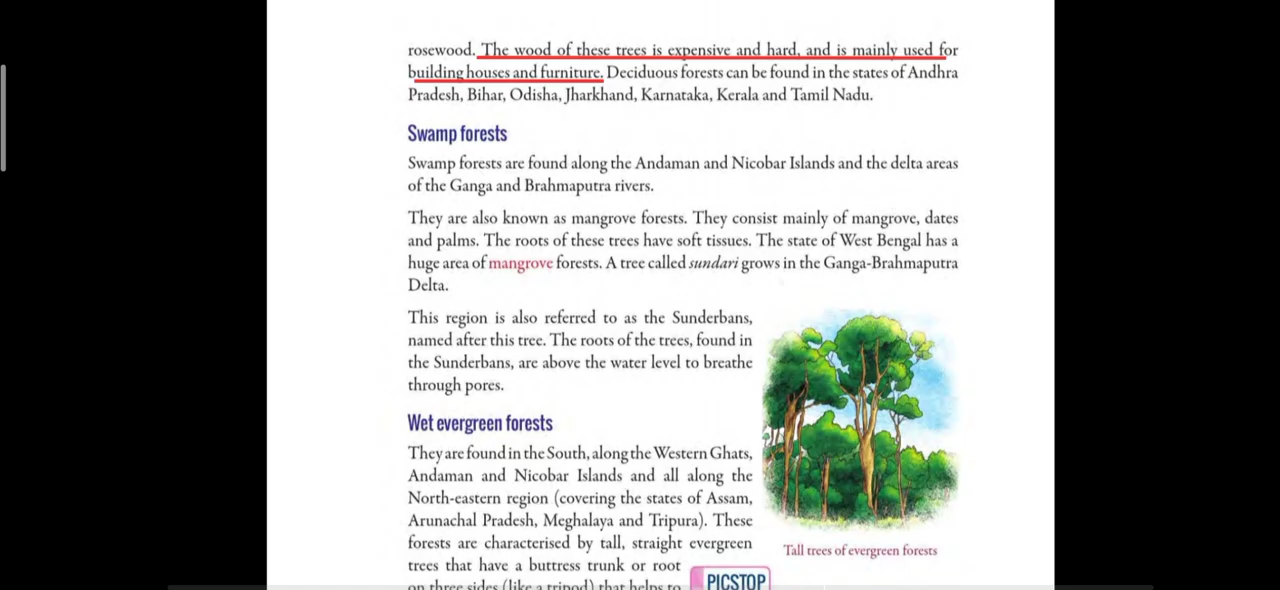 rosewood. The wood of these trees is expensive and hard, and is mainly used for
building houses and furniture. Deciduous forests can be found in the states of Andhra
Pradesh, Bihar, Odisha, Jharkhand, Karnataka, Kerala and Tamil Nadu.
Swamp forests
Swamp forests are found along the Andaman and Nicobar Islands and the delta areas
of the Ganga and Brahmaputra rivers.
They are also known as mangrove forests. They consist mainly of mangrove, dates
and palms. The roots of these trees have soft tissues. The state of West Bengal has a
huge area of mangrove forests. A tree called sundari grows in the Ganga-Brahmaputra
Delta.
This region is also referred to as the Sunderbans,
named after this tree. The roots of the trees, found in
the Sunderbans, are above the water level to breathe
through pores.
Wet evergreen forests
They are found in the South, along the Western Ghats,
Andaman and Nicobar Islands and all along the
North-eastern region (covering the states of Assam,
Arunachal Pradesh, Meghalaya and Tripura). These
forests are characterised by tall, straight evergreen
trees that have a buttress trunk or root
on three sides (like a tripod) that helps to
Tall trees of evergreen forests
PICSTOP